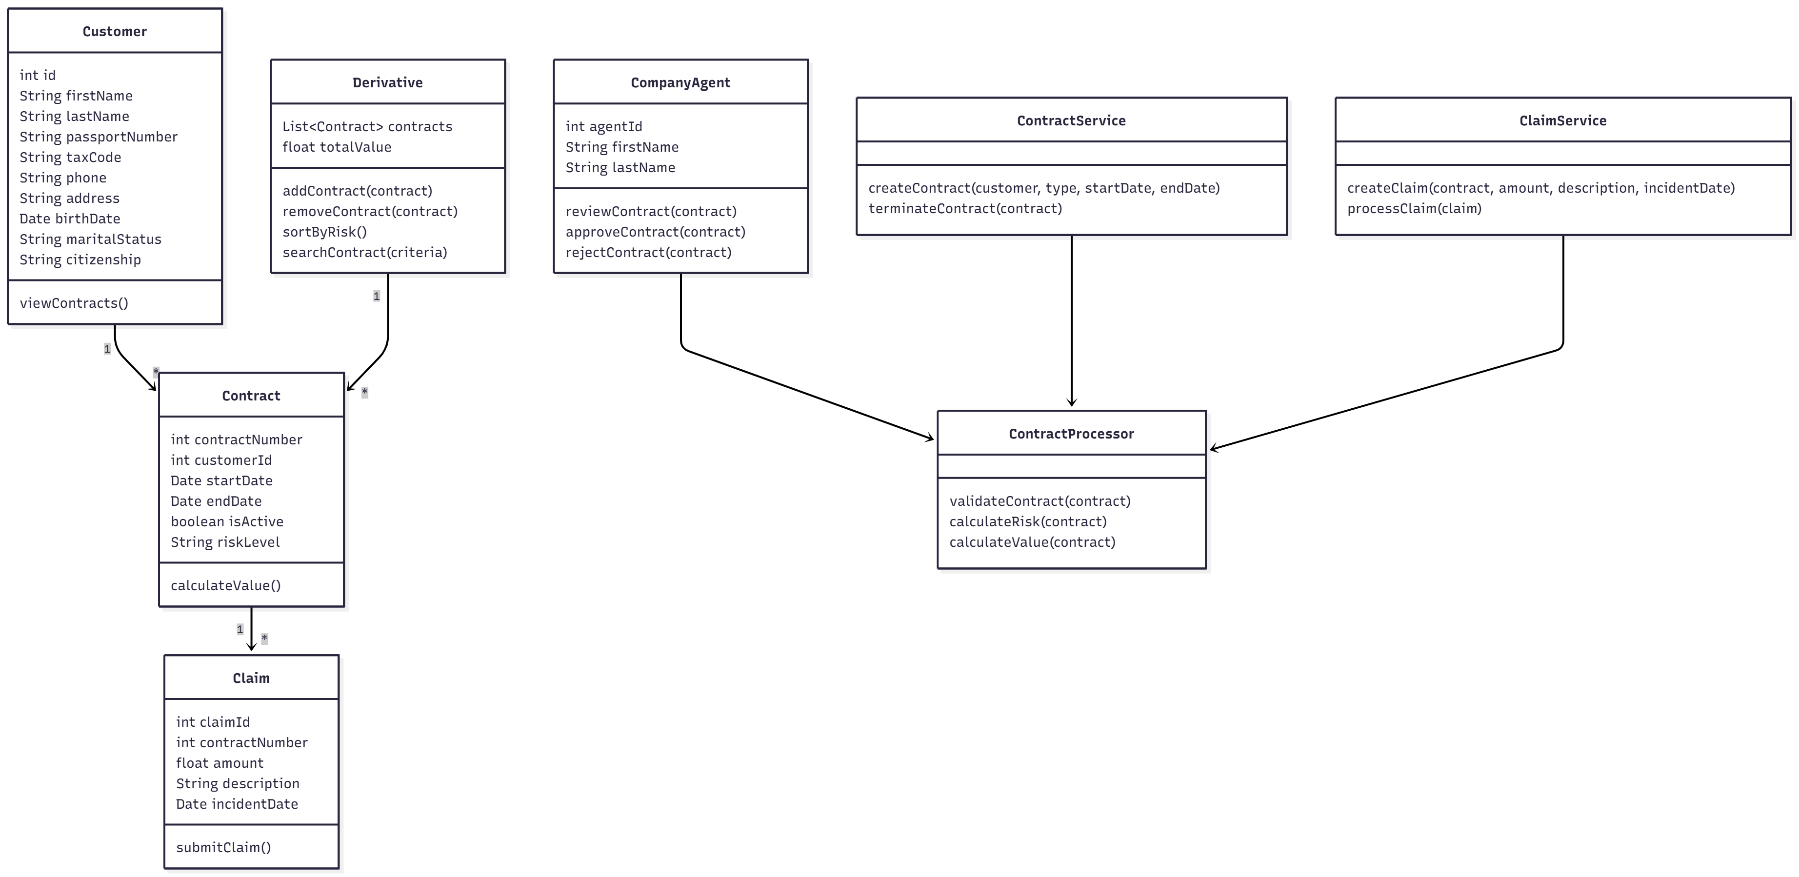 Customer
int id
String firstName
String lastName
String passportNumber
String taxCode
String phone
String address
Date birthDate
String maritalStatus
String citizenship
viewContracts()
Derivative
List<Contract> contracts
float totalValue
addContract(contract)
removeContract(contract)
sortByRisk()
searchContract(criteria)
CompanyAgent
int agentId
String firstName
String lastName
reviewContract(contract)
approveContract(contract)
rejectContract(contract)
ContractService
createContract(customer, type, startDate, endDate)
terminateContract(contract)
ClaimService
createClaim(contract, amount, description, incidentDate)
processClaim(claim)
1
*
1
*
Contract
int contractNumber
int customerId
Date startDate
Date endDate
boolean isActive
String riskLevel
calculateValue()
ContractProcessor
validateContract(contract)
calculateRisk(contract)
calculateValue(contract)
1
*
Claim
int claimId
int contractNumber
float amount
String description
Date incidentDate
submitClaim()